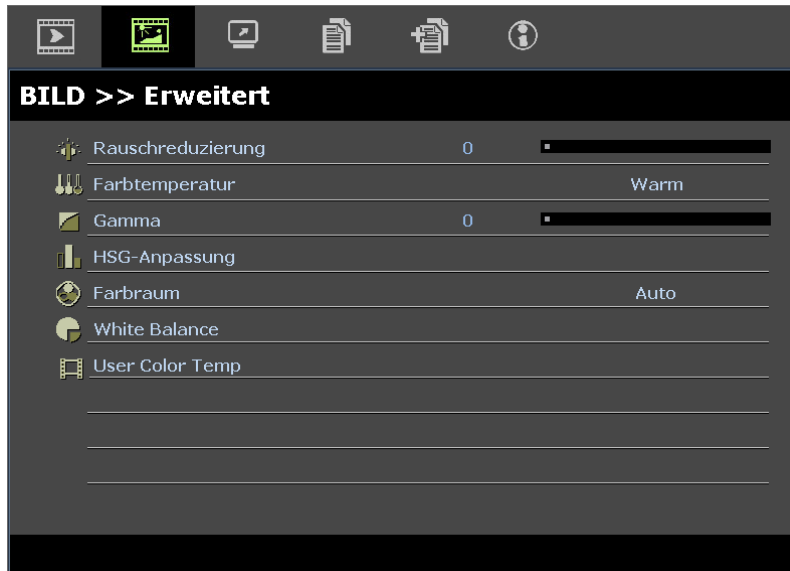 BILD >> Erweitert
Rauschreduzierung 0
Farbtemperatur Warm
Gamma 0
HSG-Anpassung
Farbraum Auto
White Balance
User Color Temp